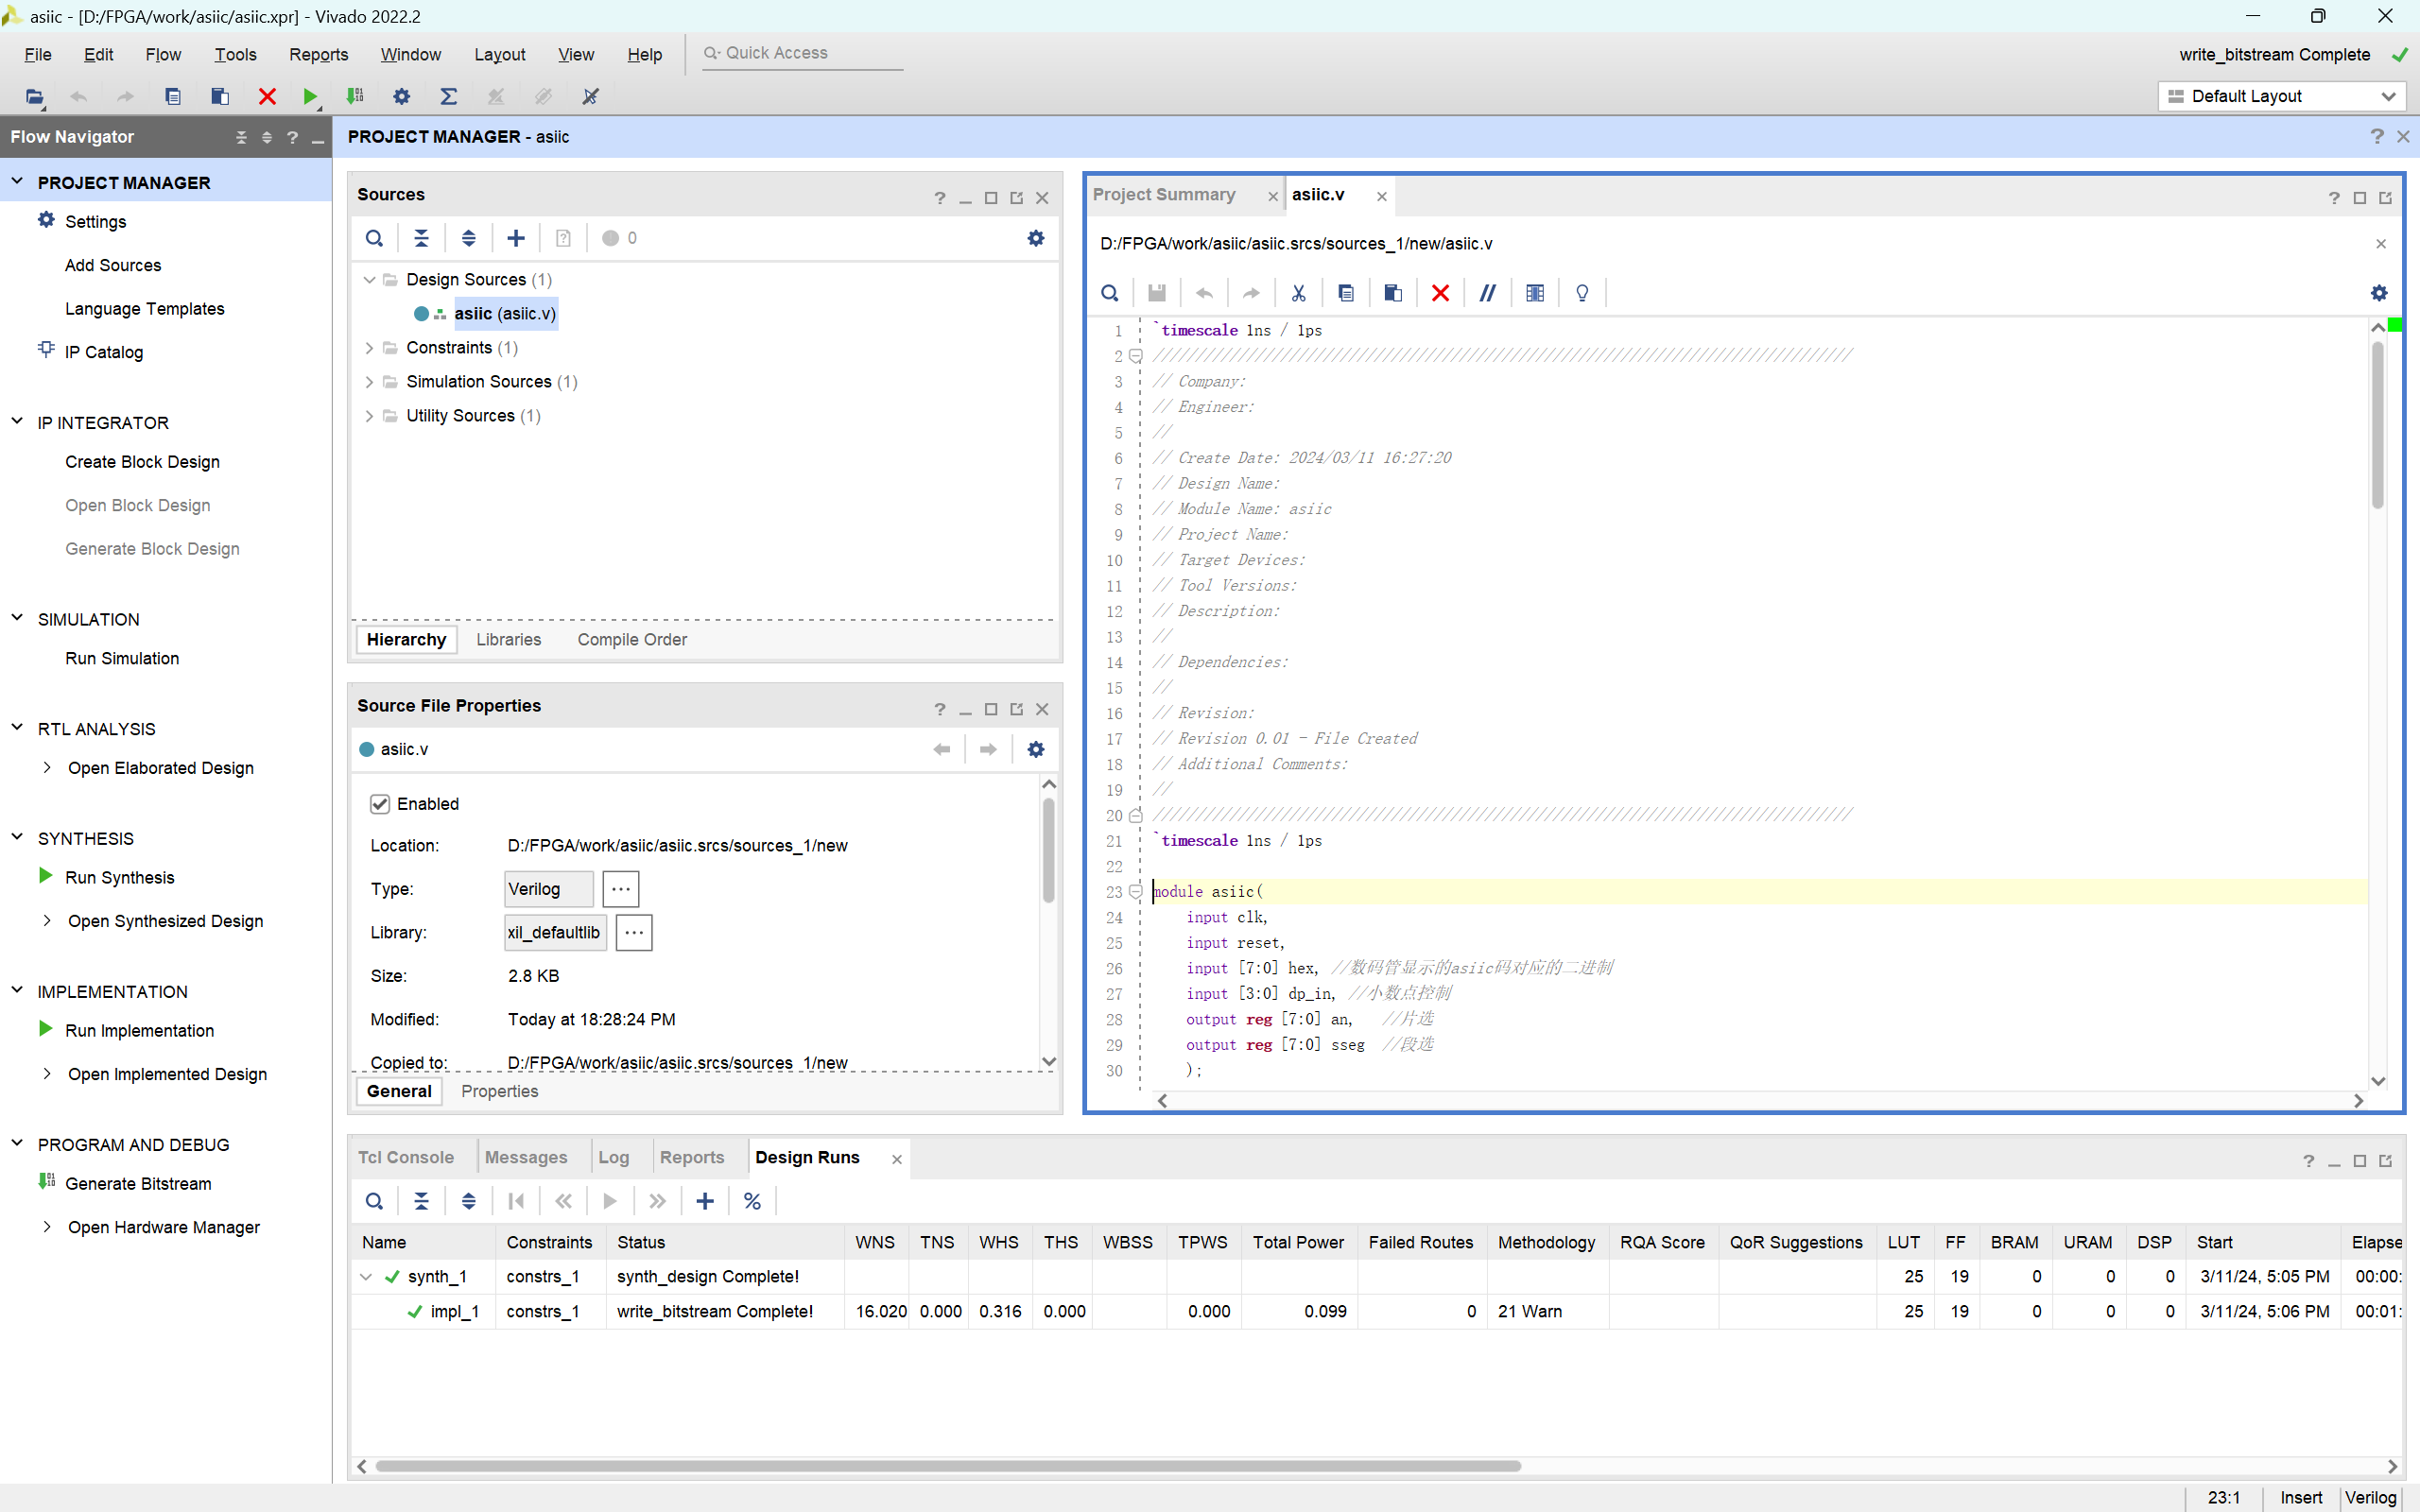 asiic - [D:/FPGA/work/asiic/asiic.xpr] - Vivado 2022.2
File Edit Flow Tools Reports Window Layout View Help Quick Access
write_bitstream Complete
Default Layout
Flow Navigator
PROJECT MANAGER - asiic
PROJECT MANAGER
Settings
Add Sources
Language Templates
IP Catalog
IP INTEGRATOR
Create Block Design
Open Block Design
Generate Block Design
SIMULATION
Run Simulation
RTL ANALYSIS
Open Elaborated Design
SYNTHESIS
Run Synthesis
Open Synthesized Design
IMPLEMENTATION
Run Implementation
Open Implemented Design
PROGRAM AND DEBUG
Generate Bitstream
Open Hardware Manager
Sources
0
Design Sources (1)
asiic (asiic.v)
Constraints (1)
Simulation Sources (1)
Utility Sources (1)
Hierarchy Libraries Compile Order
Source File Properties
asiic.v
Enabled
Location: D:/FPGA/work/asiic/asiic.srcs/sources_1/new
Type: Verilog ...
Library: xil_defaultlib ...
Size: 2.8 KB
Modified: Today at 18:28:24 PM
Copied to: D:/FPGA/work/asiic/asiic.srcs/sources_1/new
General Properties
Project Summary asiic.v
D:/FPGA/work/asiic/asiic.srcs/sources_1/new/asiic.v
1 `timescale 1ns / 1ps
2 //////////////////////////////////////////////////////////////////////////////////
3 // Company:
4 // Engineer:
5 //
6 // Create Date: 2024/03/11 16:27:20
7 // Design Name:
8 // Module Name: asiic
9 // Project Name:
10 // Target Devices:
11 // Tool Versions:
12 // Description:
13 //
14 // Dependencies:
15 //
16 // Revision:
17 // Revision 0.01 - File Created
18 // Additional Comments:
19 //
20 //////////////////////////////////////////////////////////////////////////////////
21 `timescale 1ns / 1ps
22
23 module asiic(
24 input clk,
25 input reset,
26 input [7:0] hex, //数码管显示的asiic码对应的二进制
27 input [3:0] dp_in, //小数点控制
28 output reg [7:0] an, //片选
29 output reg [7:0] sseg //段选
30 );
Tcl Console Messages Log Reports Design Runs
Name Constraints Status WNS TNS WHS THS WBSS TPWS Total Power Failed Routes Methodology RQA Score QoR Suggestions LUT FF BRAM URAM DSP Start Elapse
synth_1 constrs_1 synth_design Complete! 25 19 0 0 0 3/11/24, 5:05 PM 00:00:
impl_1 constrs_1 write_bitstream Complete! 16.020 0.000 0.316 0.000 0.000 0.099 0 21 Warn 25 19 0 0 0 3/11/24, 5:06 PM 00:01:
23:1 Insert Verilog